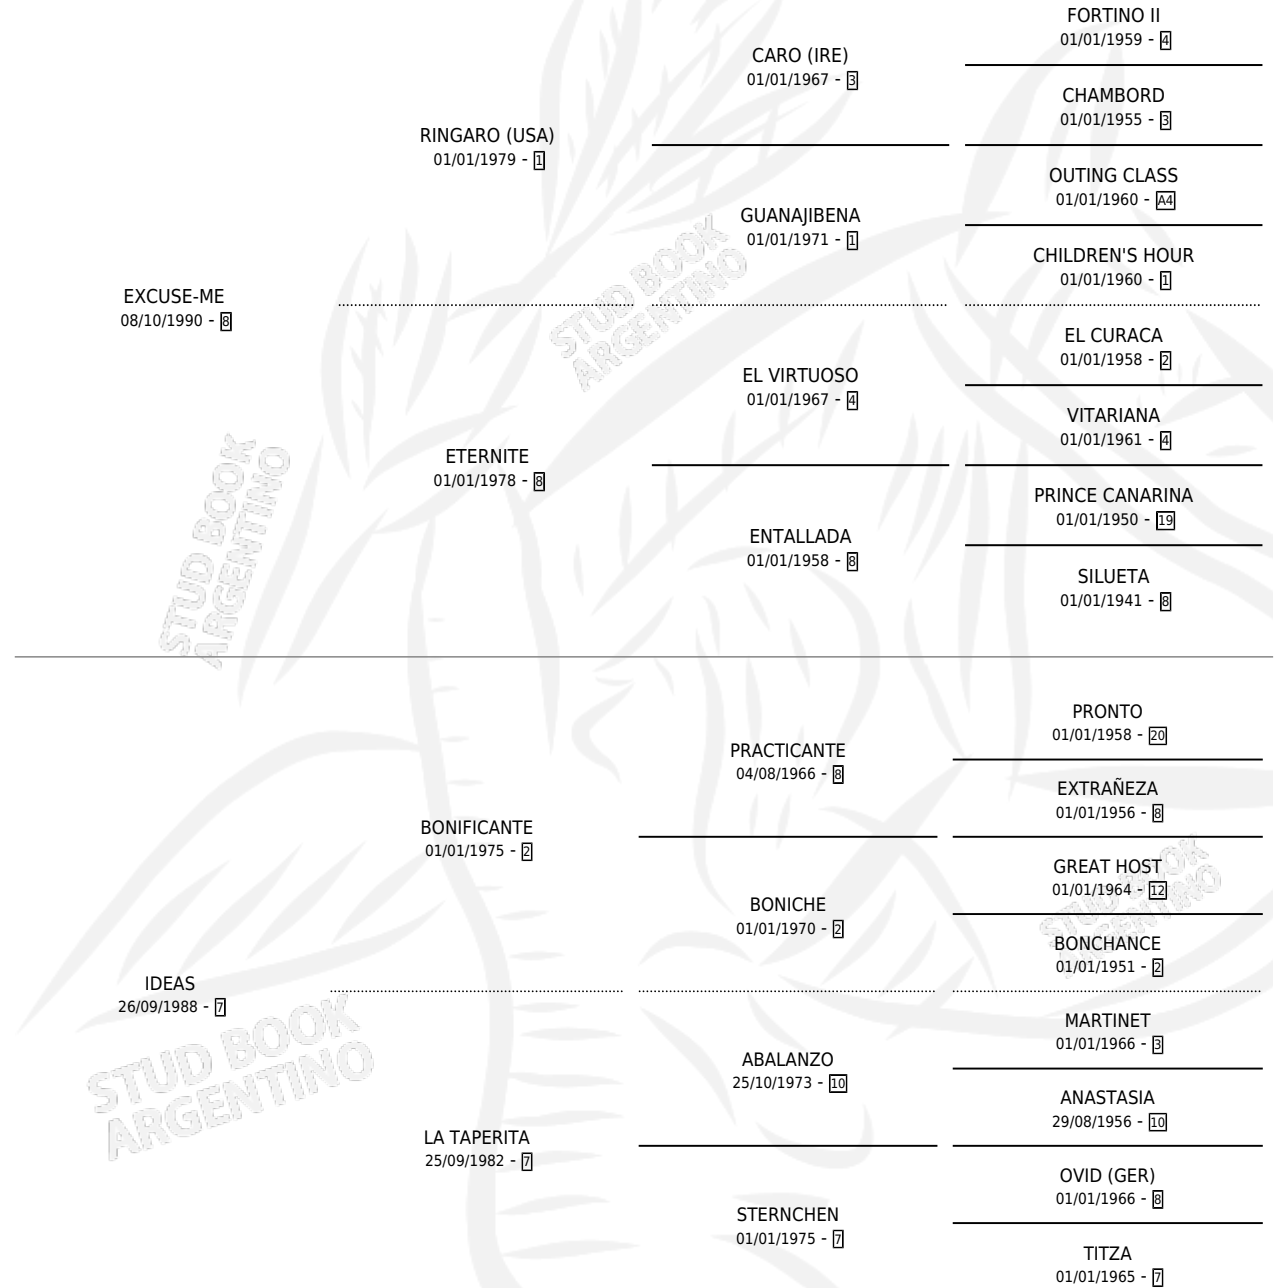 FORTINO II
01/01/1959 - 4
CARO (IRE)
01/01/1967 - 3
CHAMBORD
01/01/1955 - 3
RINGARO (USA)
01/01/1979 - 1
OUTING CLASS
01/01/1960 - A4
GUANAJIBENA
01/01/1971 - 1
CHILDREN'S HOUR
01/01/1960 - 1
EXCUSE-ME
08/10/1990 - 8
STUD BOOK
ARGENTINO
EL CURACA
01/01/1958 - 2
EL VIRTUOSO
01/01/1967 - 4
VITARIANA
01/01/1961 - 4
ETERNITE
01/01/1978 - 8
PRINCE CANARINA
01/01/1950 - 19
ENTALLADA
01/01/1958 - 8
SILUETA
01/01/1941 - 8
STUD BOOK
ARGENTINO
PRONTO
01/01/1958 - 20
PRACTICANTE
04/08/1966 - 8
EXTRAÑEZA
01/01/1956 - 8
BONIFICANTE
01/01/1975 - 2
GREAT HOST
01/01/1964 - 12
BONICHE
01/01/1970 - 2
BONCHANCE
01/01/1951 - 2
STUD BOOK
ARGENTINO
IDEAS
26/09/1988 - 7
MARTINET
01/01/1966 - 3
ABALANZO
25/10/1973 - 10
ANASTASIA
29/08/1956 - 10
STUD BOOK
ARGENTINO
LA TAPERITA
25/09/1982 - 7
OVID (GER)
01/01/1966 - 8
STERNCHEN
01/01/1975 - 7
TITZA
01/01/1965 - 7